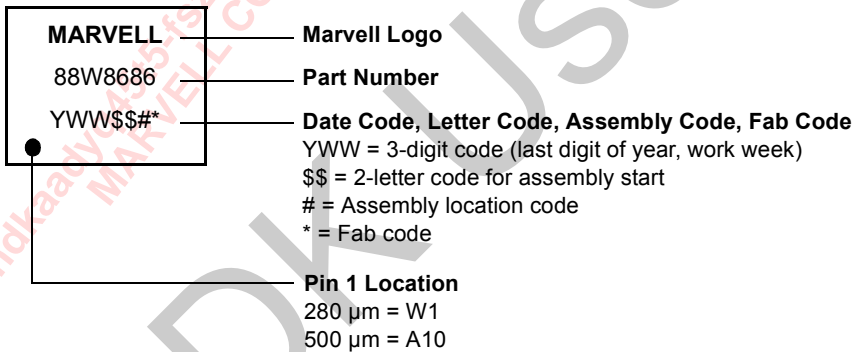 MARVELL
Marvell Logo
88W8686
Part Number
YWW$$#*
Date Code, Letter Code, Assembly Code, Fab Code
YWW = 3-digit code (last digit of year, work week)
$$ = 2-letter code for assembly start
# = Assembly location code
* = Fab code
Pin 1 Location
280 µm = W1
500 µm = A10